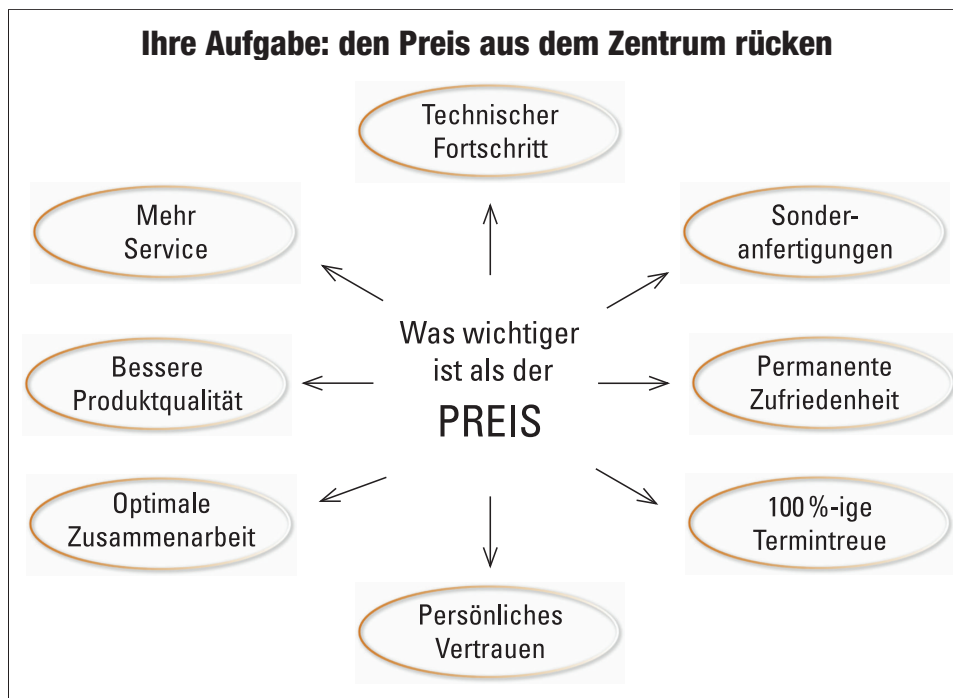 Ihre Aufgabe: den Preis aus dem Zentrum rücken
Technischer
Fortschritt
Mehr
Service
Sonder-
anfertigungen
Was wichtiger
ist als der
PREIS
Bessere
Produktqualität
Permanente
Zufriedenheit
Optimale
Zusammenarbeit
100 %-ige
Termintreue
Persönliches
Vertrauen